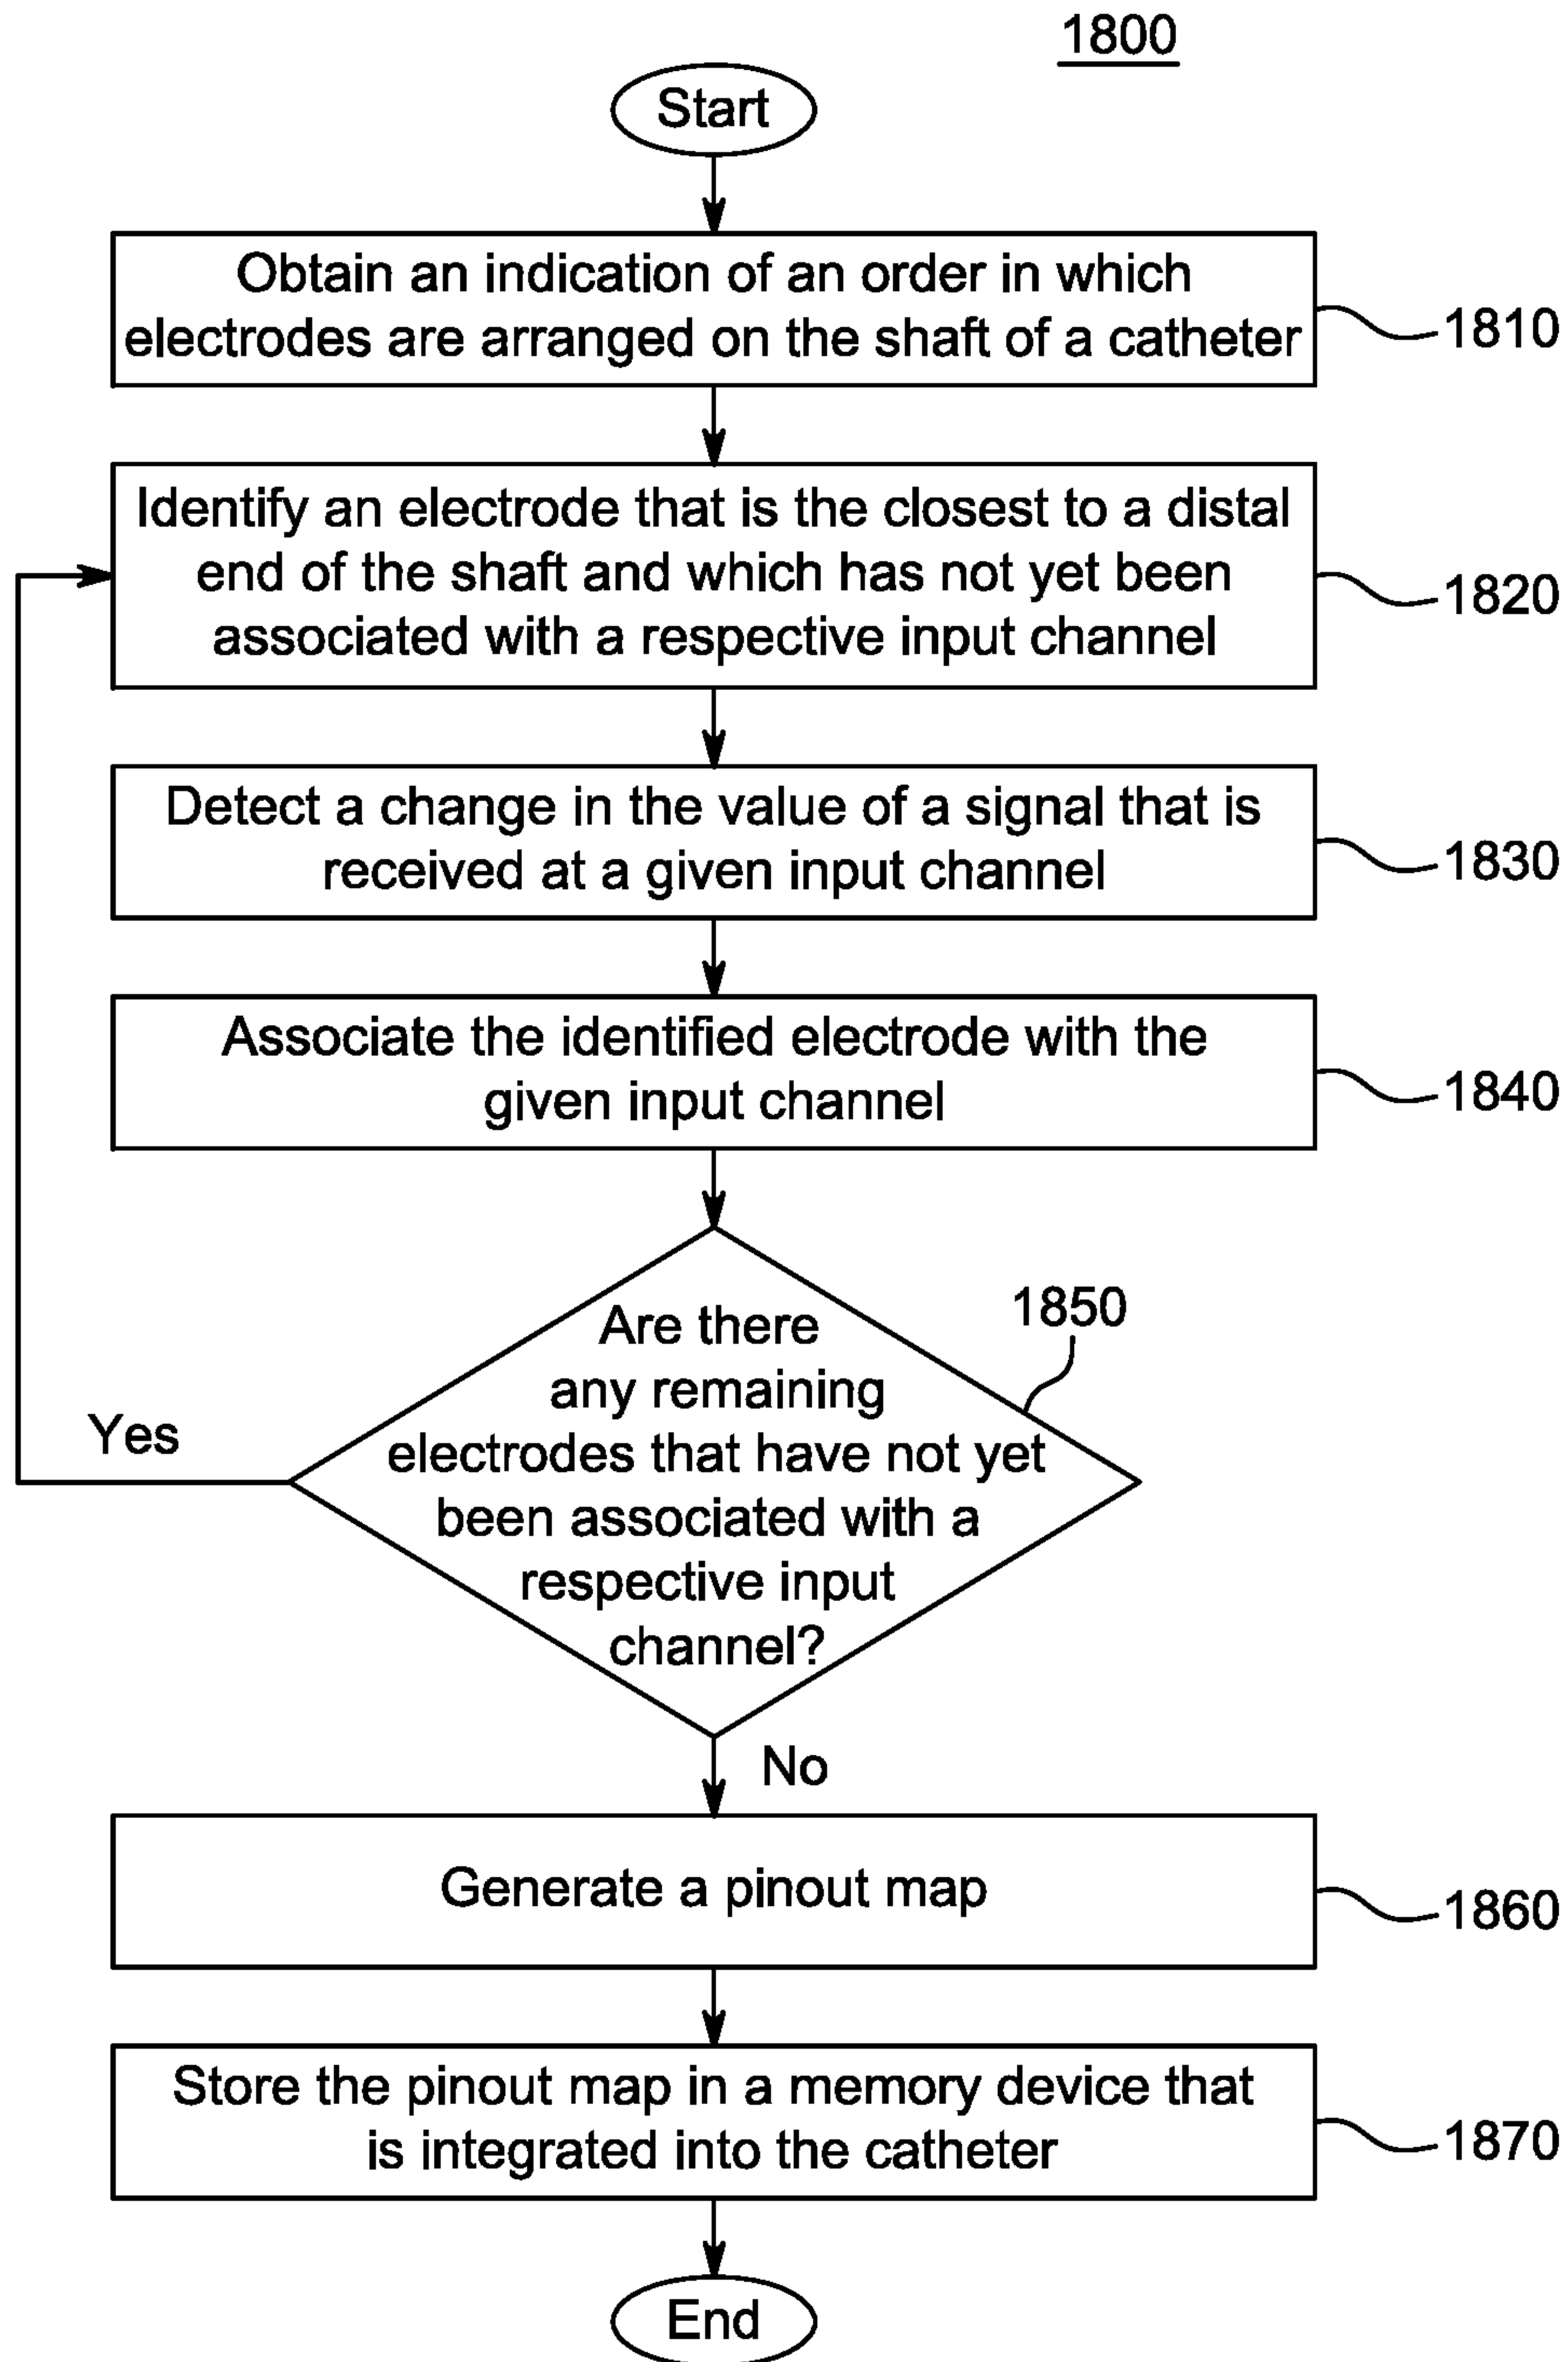 1800
Start
Obtain an indication of an order in which
electrodes are arranged on the shaft of a catheter
1810
Identify an electrode that is the closest to a distal
end of the shaft and which has not yet been
associated with a respective input channel
1820
Detect a change in the value of a signal that is
received at a given input channel
1830
Associate the identified electrode with the
given input channel
1840
Are there
any remaining
electrodes that have not yet
been associated with a
respective input
channel?
1850
Yes
No
Generate a pinout map
1860
Store the pinout map in a memory device that
is integrated into the catheter
1870
End